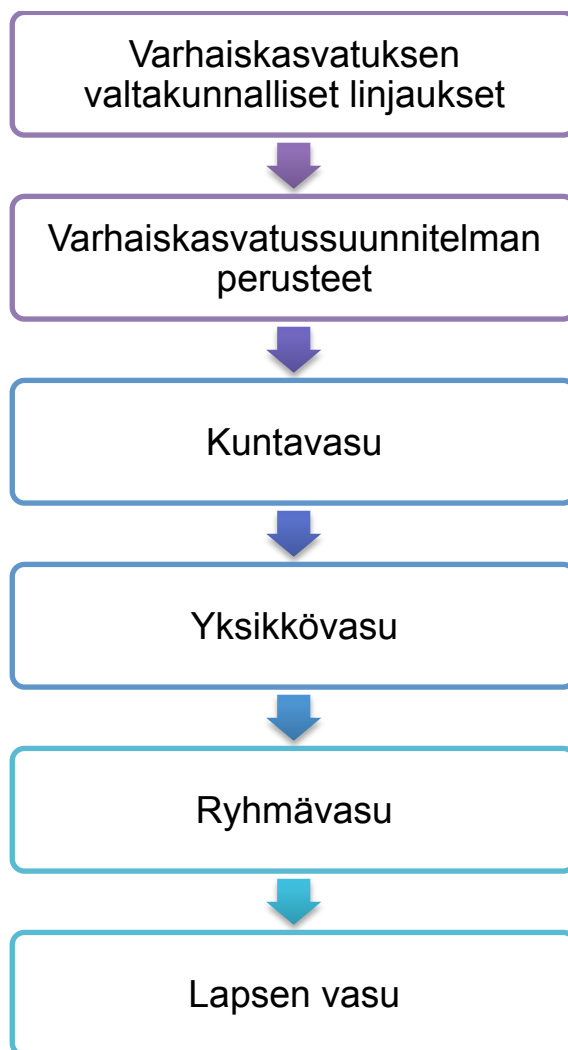 Varhaiskasvatuksen
valtakunnalliset linjaukset
Varhaiskasvatussuunnitelman
perusteet
Kuntavasu
Yksikkövasu
Ryhmävasu
Lapsen vasu